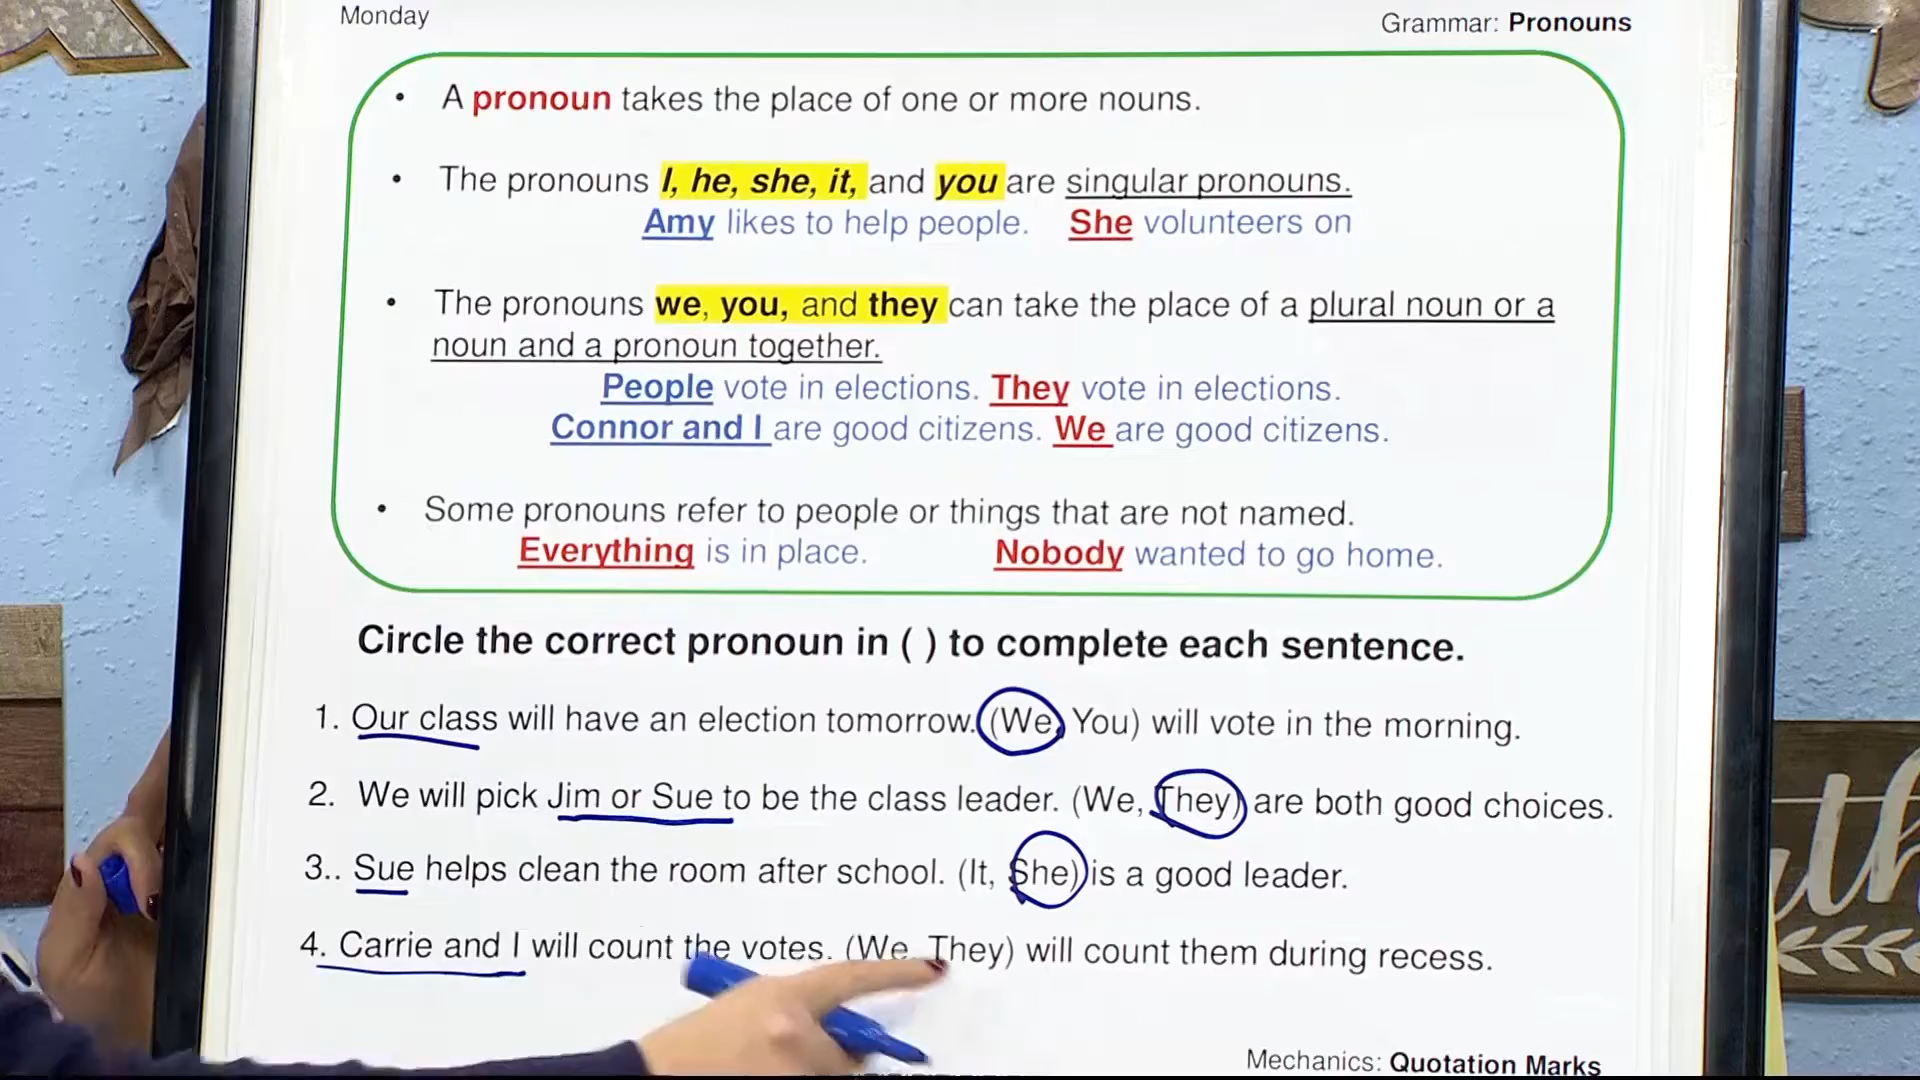 Monday
Grammar: Pronouns
• A pronoun takes the place of one or more nouns.
• The pronouns I, he, she, it, and you are singular pronouns.
Amy likes to help people. She volunteers on
• The pronouns we, you, and they can take the place of a plural noun or a
noun and a pronoun together.
People vote in elections. They vote in elections.
Connor and I are good citizens. We are good citizens.
• Some pronouns refer to people or things that are not named.
Everything is in place. Nobody wanted to go home.
Circle the correct pronoun in ( ) to complete each sentence.
1. Our class will have an election tomorrow. (We, You) will vote in the morning.
2. We will pick Jim or Sue to be the class leader. (We, They) are both good choices.
3.. Sue helps clean the room after school. (It, She) is a good leader.
4. Carrie and I will count the votes. (We, They) will count them during recess.
Mechanics: Quotation Marks